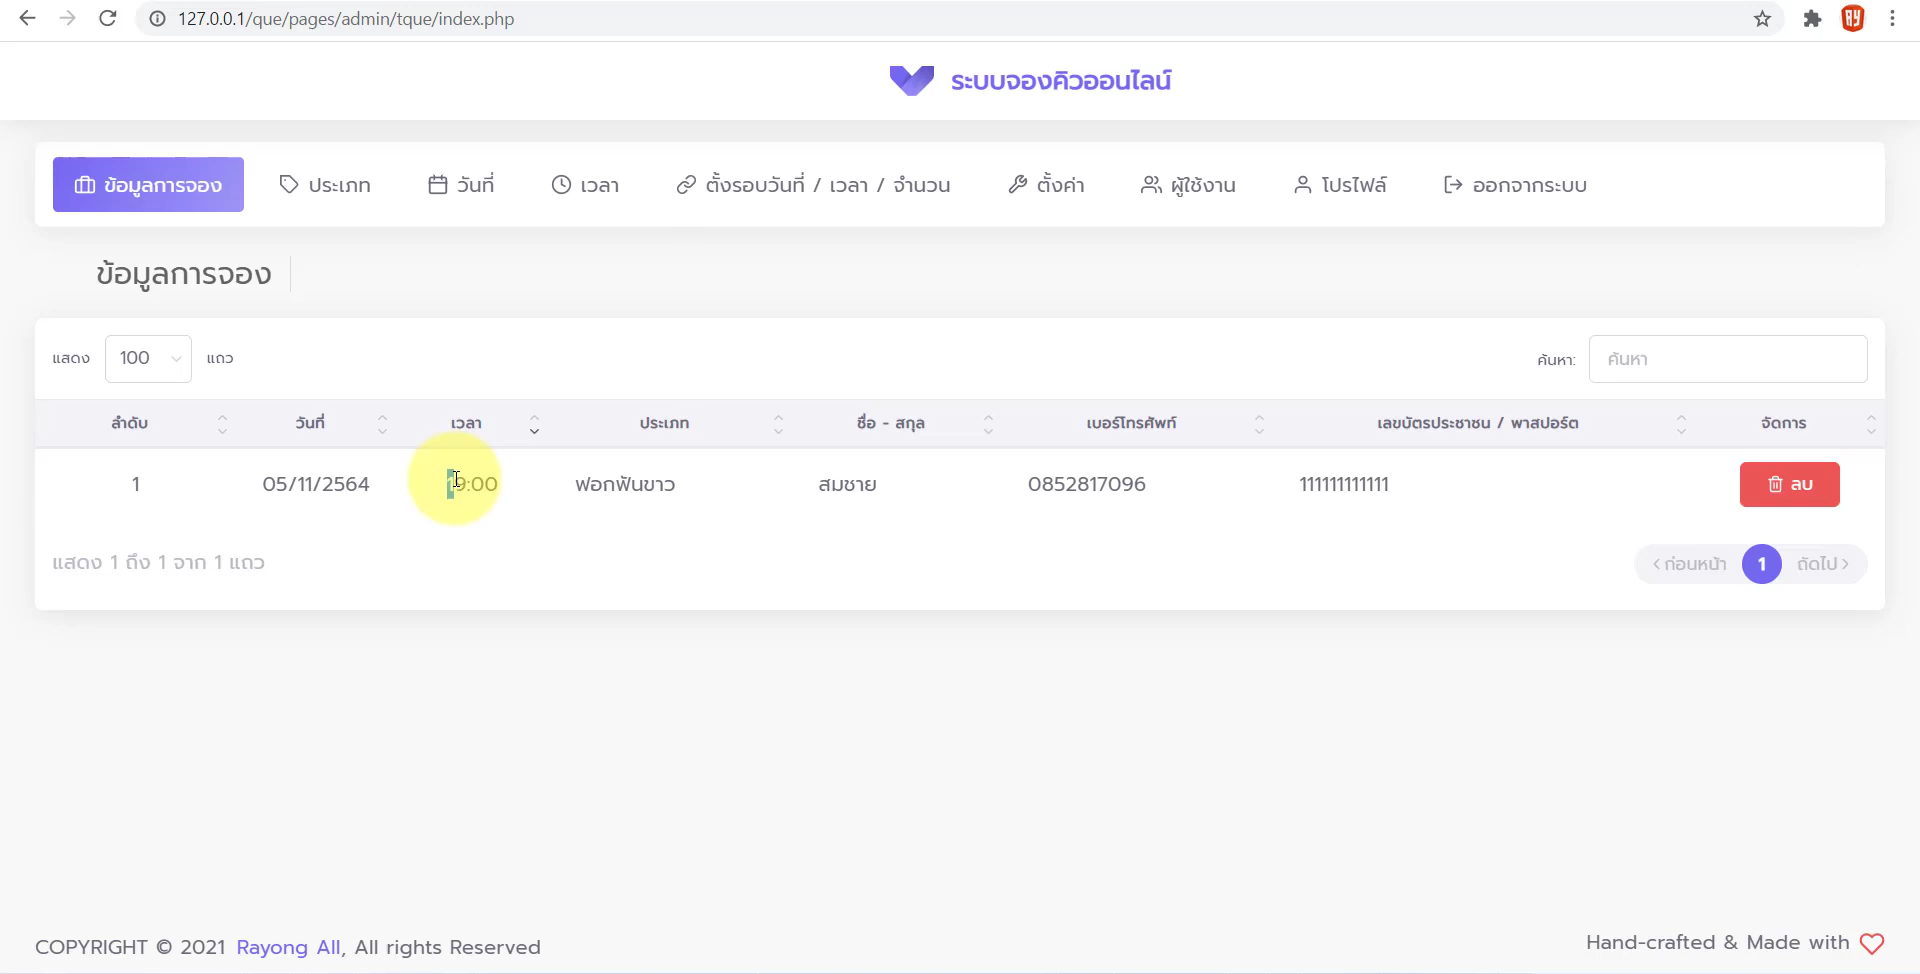 127.0.0.1/que/pages/admin/tque/index.php
ระบบจองคิวออนไลน์
ข้อมูลการจอง ประเภท วันที่ เวลา ตั้งรอบวันที่ / เวลา / จำนวน ตั้งค่า ผู้ใช้งาน โปรไฟล์ ออกจากระบบ
ข้อมูลการจอง
แสดง 100 แถว ค้นหา: ค้นหา
ลำดับ วันที่ เวลา ประเภท ชื่อ - สกุล เบอร์โทรศัพท์ เลขบัตรประชาชน / พาสปอร์ต จัดการ
1 05/11/2564 19:00 ฟอกฟันขาว สมชาย 0852817096 111111111111 ลบ
แสดง 1 ถึง 1 จาก 1 แถว ก่อนหน้า 1 ถัดไป
COPYRIGHT © 2021 Rayong All, All rights Reserved Hand-crafted & Made with